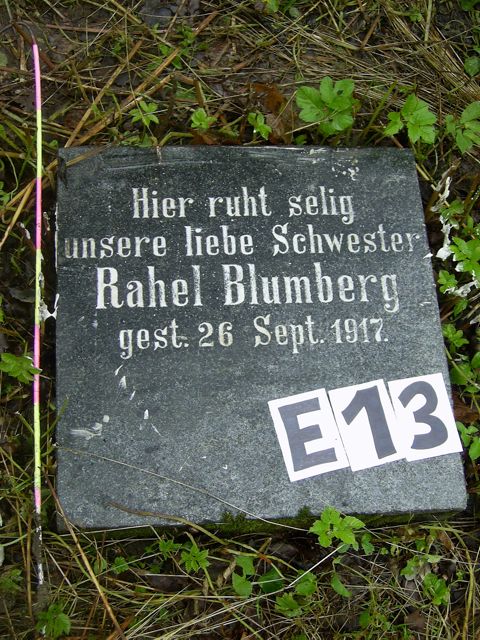 Hier ruht selig
unsere liebe Schwester
Rahel Blumberg
gest. 26 Sept. 1917.
E13